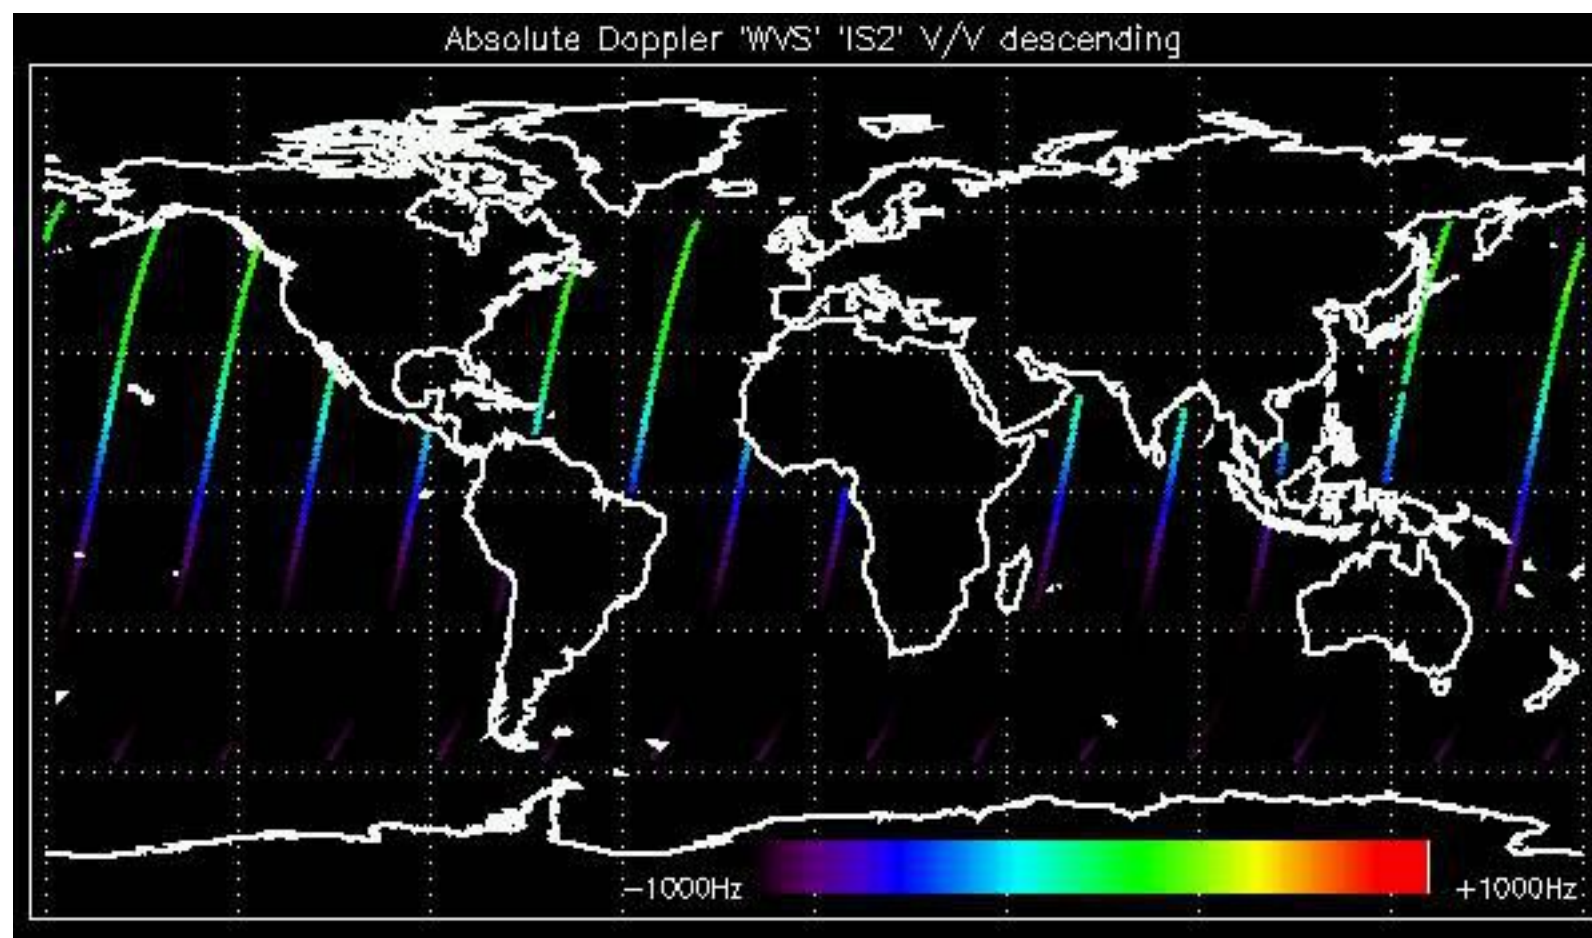 Absolute Doppler 'WVS' 'IS2' V/V descending
−1000Hz +1000Hz